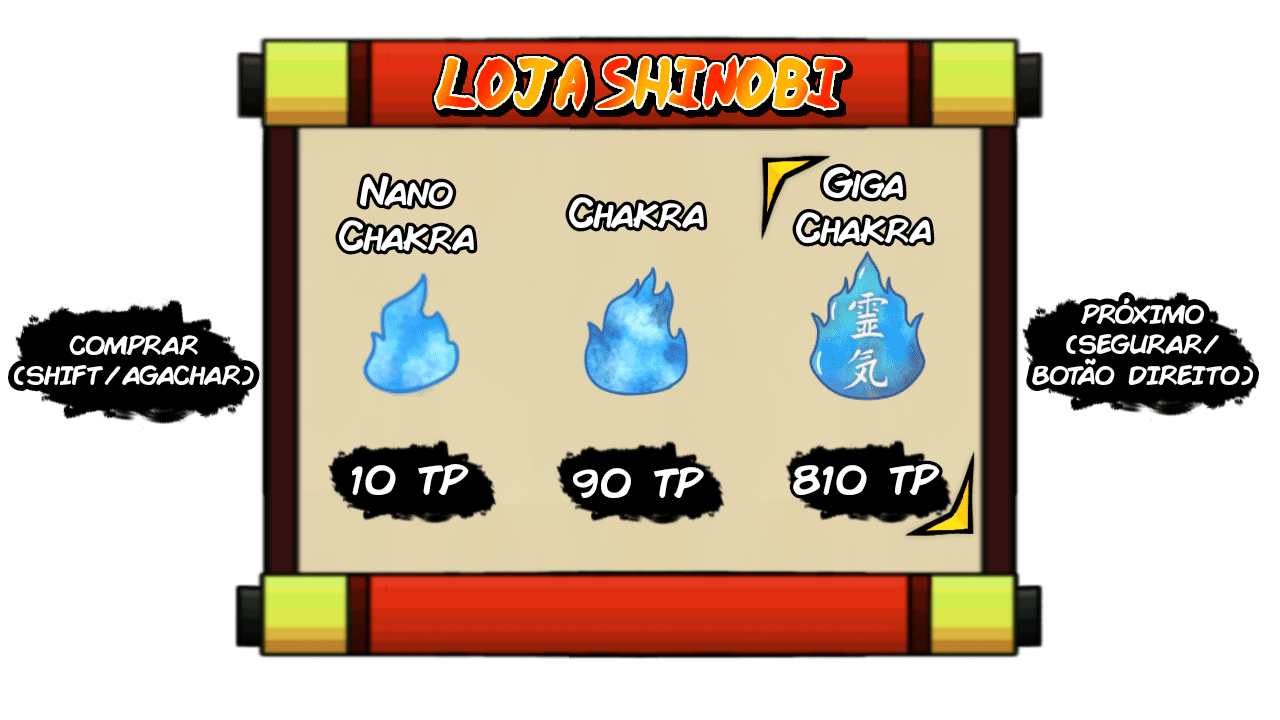 LOJA SHINOBI
NANO
CHAKRA
CHAKRA
GIGA
CHAKRA
霊
気
COMPRAR
(SHIFT/AGACHAR)
PRÓXIMO
(SEGURAR/
BOTÃO DIREITO)
10 TP
90 TP
810 TP